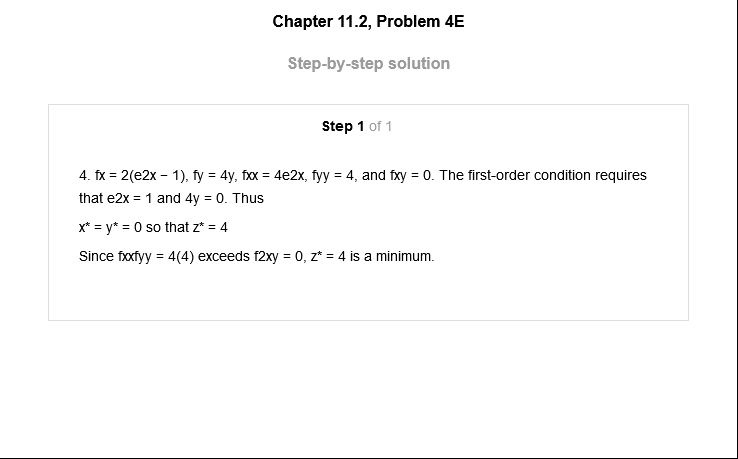 Chapter 11.2, Problem 4E
Step-by-step solution
Step 1 of 1
4. fx = 2(e2x − 1), fy = 4y, fxx = 4e2x, fyy = 4, and fxy = 0. The first-order condition requires
that e2x = 1 and 4y = 0. Thus
x* = y* = 0 so that z* = 4
Since fxxfyy = 4(4) exceeds f2xy = 0, z* = 4 is a minimum.